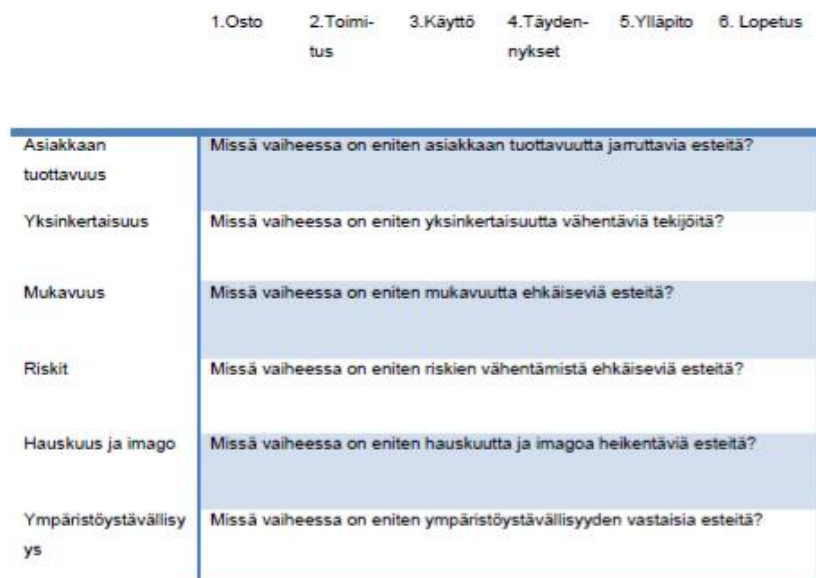 1.Osto 2.Toimi- 3.Käyttö 4.Täyden- 5.Ylläpito 6. Lopetus
tus nykset
Asiakkaan Missä vaiheessa on eniten asiakkaan tuottavuutta jarruttavia esteitä?
tuottavuus
Yksinkertaisuus Missä vaiheessa on eniten yksinkertaisuutta vähentäviä tekijöitä?
Mukavuus Missä vaiheessa on eniten mukavuutta ehkäiseviä esteitä?
Riskit Missä vaiheessa on eniten riskien vähentämistä ehkäiseviä esteitä?
Hauskuus ja imago Missä vaiheessa on eniten hauskuutta ja imagoa heikentäviä esteitä?
Ympäristöystävällisy Missä vaiheessa on eniten ympäristöystävällisyyden vastaisia esteitä?
ys